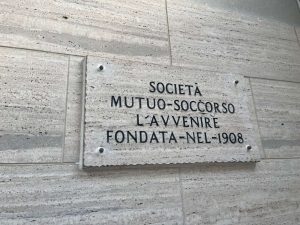 SOCIETÀ
MUTUO-SOCCORSO
L'AVVENIRE
FONDATA-NEL-1908